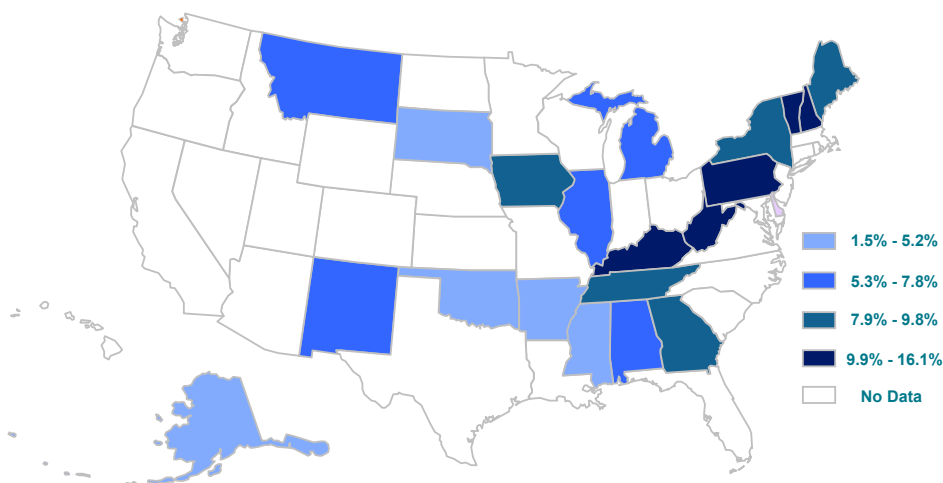 1.5% - 5.2%
5.3% - 7.8%
7.9% - 9.8%
9.9% - 16.1%
No Data